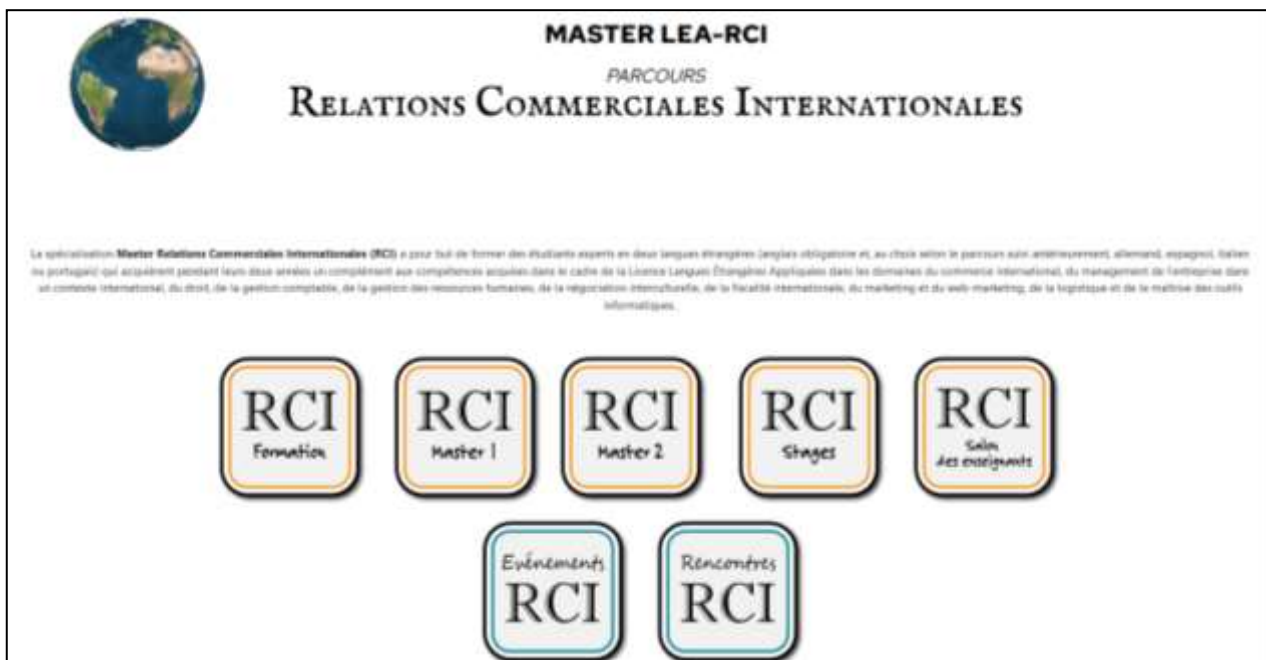 MASTER LEA-RCI
PARCOURS
RELATIONS COMMERCIALES INTERNATIONALES
La spécialisation Master Relations Commerciales Internationales (RCI) a pour but de former des étudiants experts en deux langues étrangères (anglais obligatoire et, au choix selon le parcours suivi antérieurement, allemand, espagnol, italien
ou portugais) qui acquièrent pendant leurs deux années un complément aux compétences acquises dans le cadre de la Licence Langues Étrangères Appliquées dans les domaines du commerce international, du management de l'entreprise dans
un contexte international, du droit, de la gestion comptable, de la gestion des ressources humaines, de la négociation interculturelle, de la fiscalité internationale, du marketing et du web-marketing, de la logistique et de la maîtrise des outils
informatiques.
RCI
Formation
RCI
Master 1
RCI
Master 2
RCI
Stages
RCI
Salon
des enseignants
Evénements
RCI
Rencontres
RCI